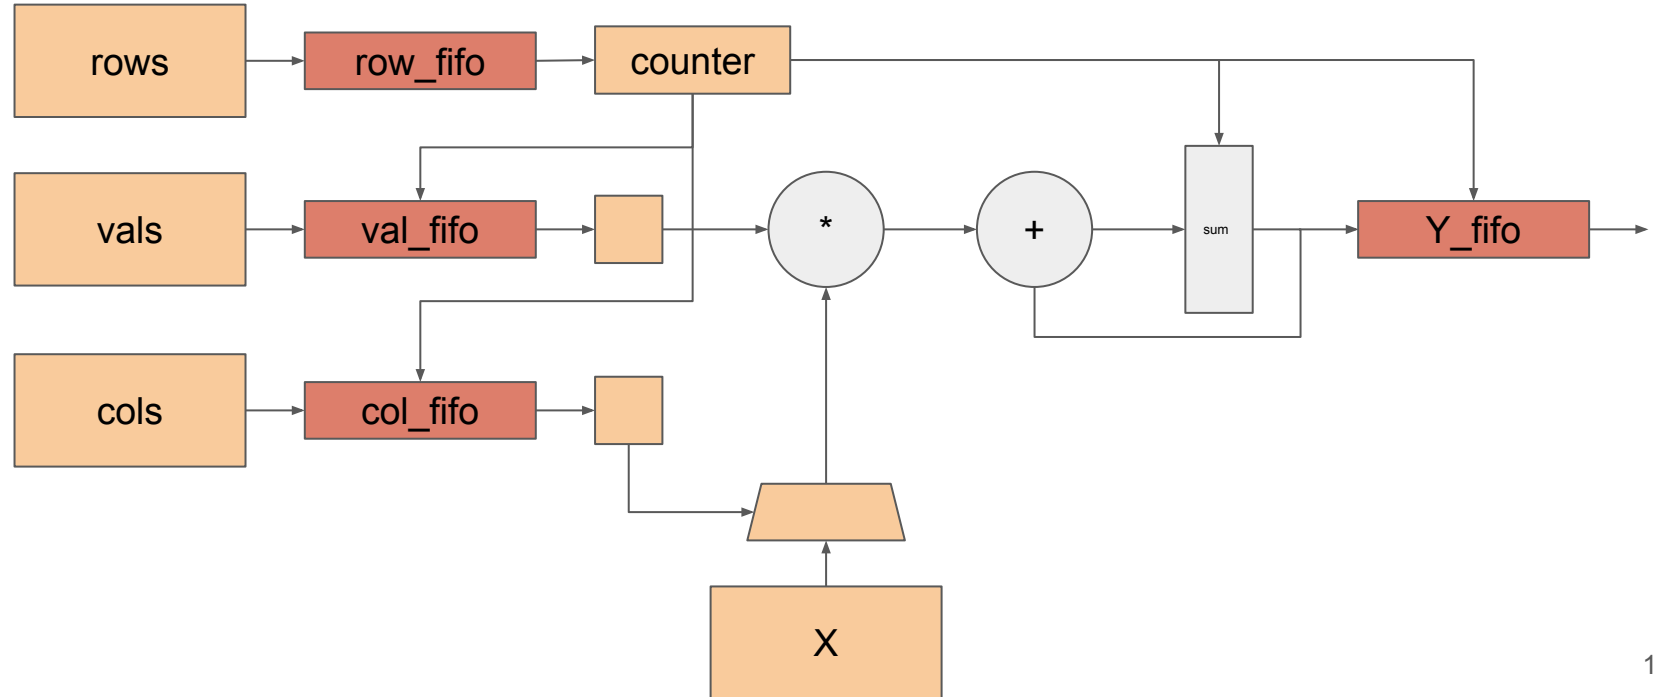 rows
row_fifo
counter
vals
val_fifo
*
+
sum
Y_fifo
cols
col_fifo
X
1